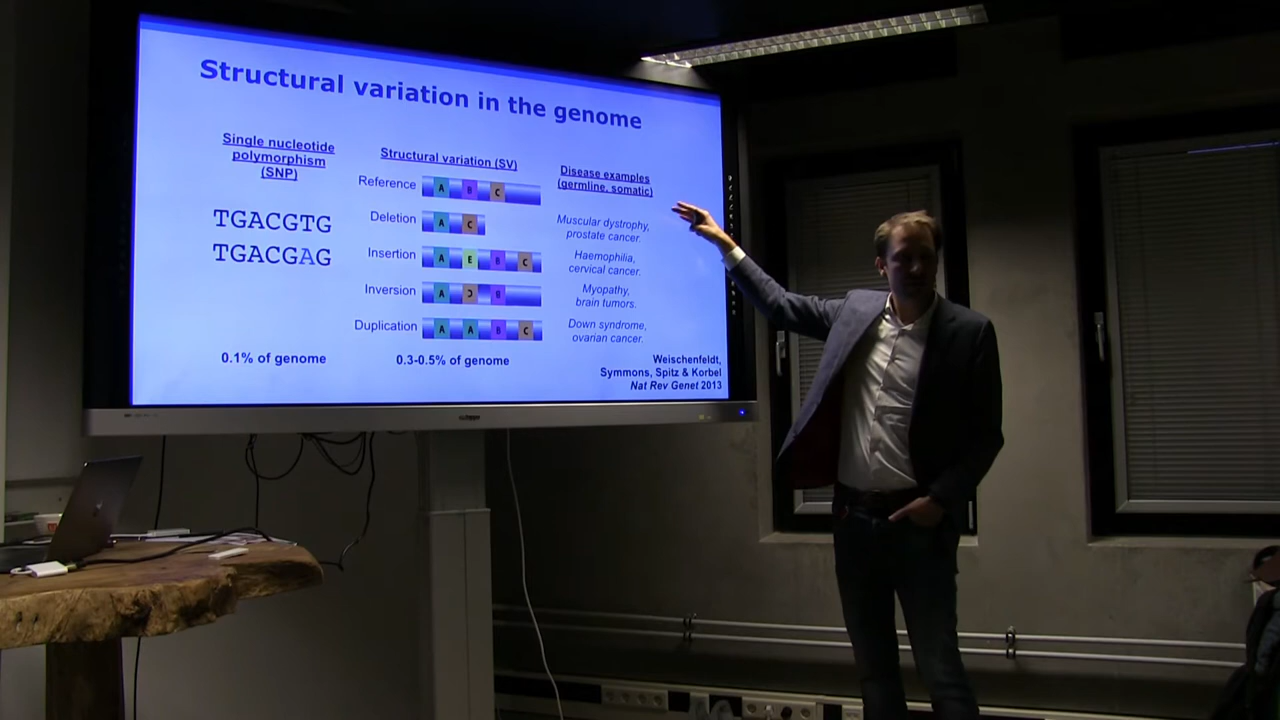 Structural variation in the genome
Single nucleotide
polymorphism
(SNP)
TGACGTG
TGACGAG
0.1% of genome
Structural variation (SV)
Reference A B C
Deletion A C
Insertion A E B C
Inversion A C B
Duplication A A B C
0.3-0.5% of genome
Disease examples
(germline, somatic)
Muscular dystrophy,
prostate cancer.
Haemophilia,
cervical cancer.
Myopathy,
brain tumors.
Down syndrome,
ovarian cancer.
Weischenfeldt,
Symmons, Spitz & Korbel
Nat Rev Genet 2013